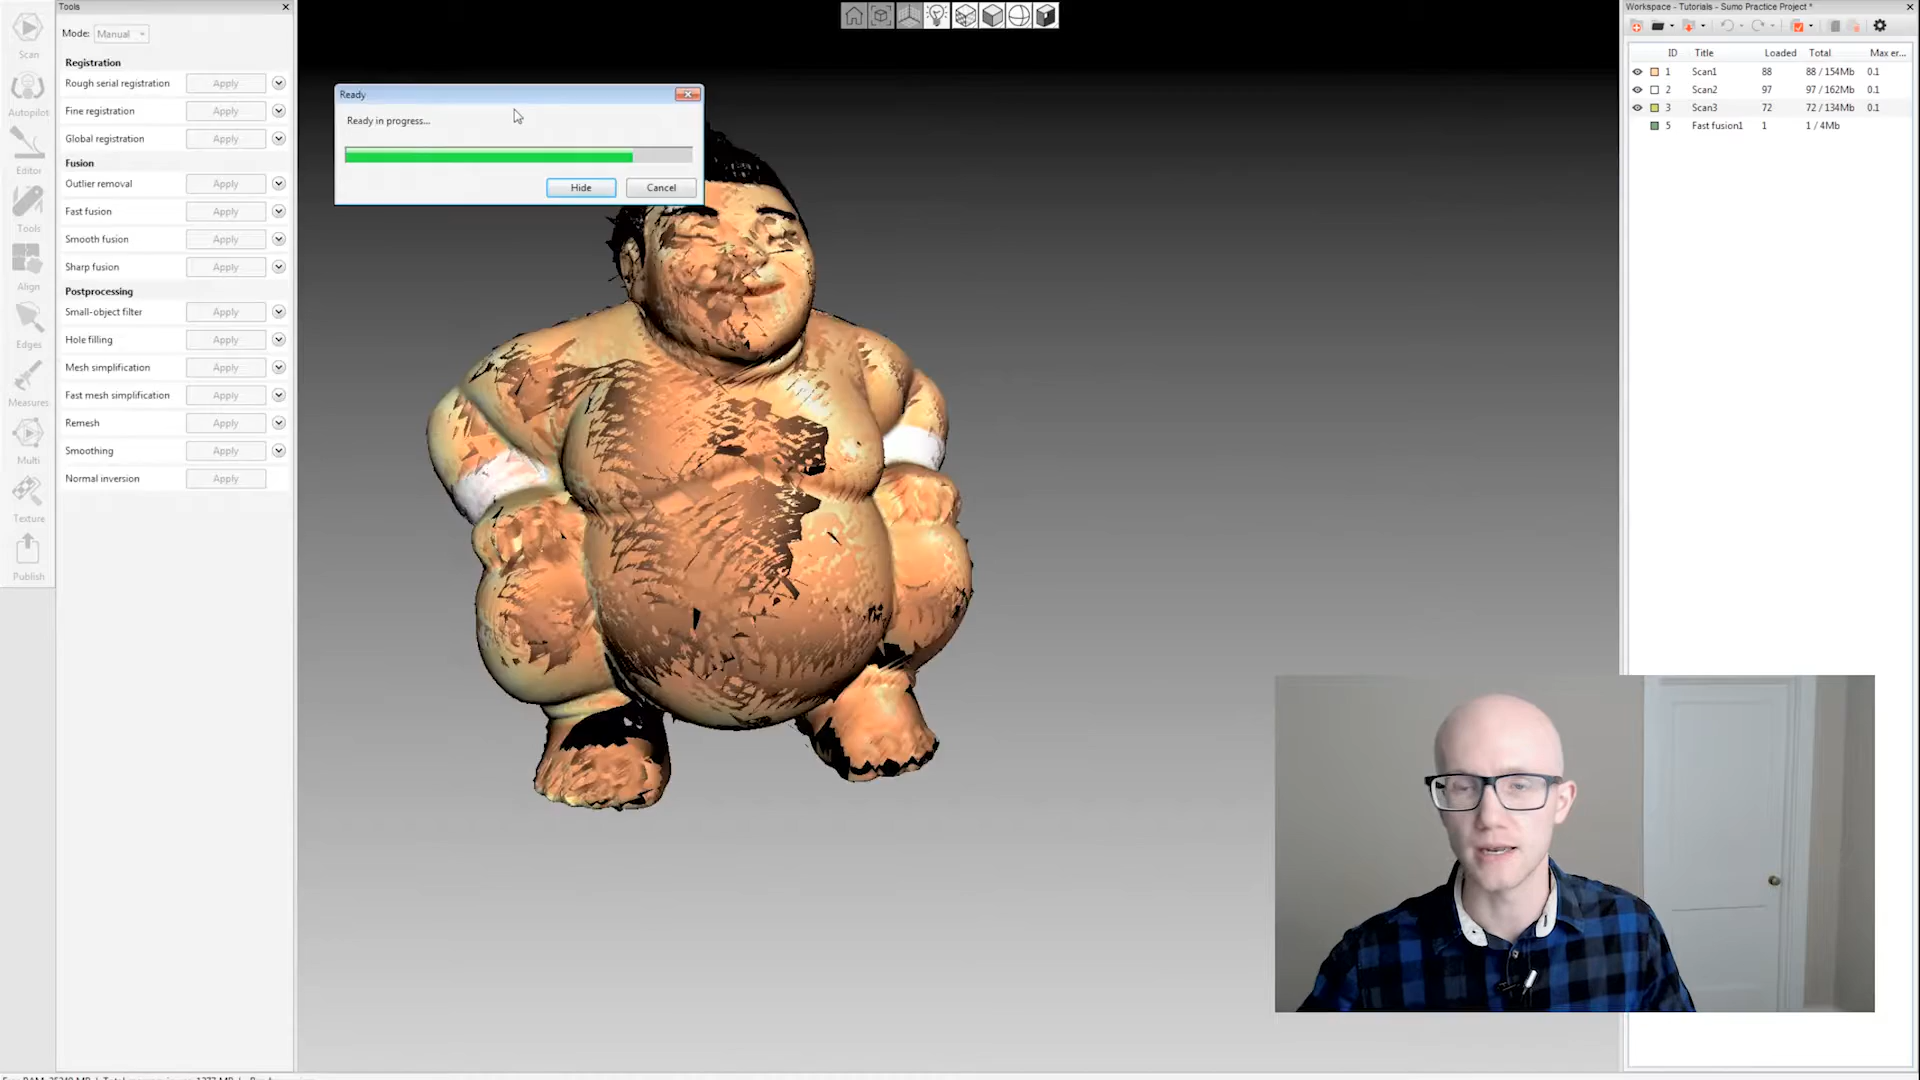 Tools
Mode: Manual
Registration
Rough serial registration Apply
Fine registration Apply
Global registration Apply
Fusion
Outlier removal Apply
Fast fusion Apply
Smooth fusion Apply
Sharp fusion Apply
Postprocessing
Small-object filter Apply
Hole filling Apply
Mesh simplification Apply
Fast mesh simplification Apply
Remesh Apply
Smoothing Apply
Normal inversion Apply
Scan
Autopilot
Editor
Tools
Align
Edges
Measures
Multi
Texture
Publish
Ready
Ready in progress...
Hide Cancel
Workspace - Tutorials - Sumo Practice Project *
ID Title Loaded Total Max er...
1 Scan1 88 88 / 154Mb 0.1
2 Scan2 97 97 / 162Mb 0.1
3 Scan3 72 72 / 134Mb 0.1
5 Fast fusion1 1 1 / 4Mb